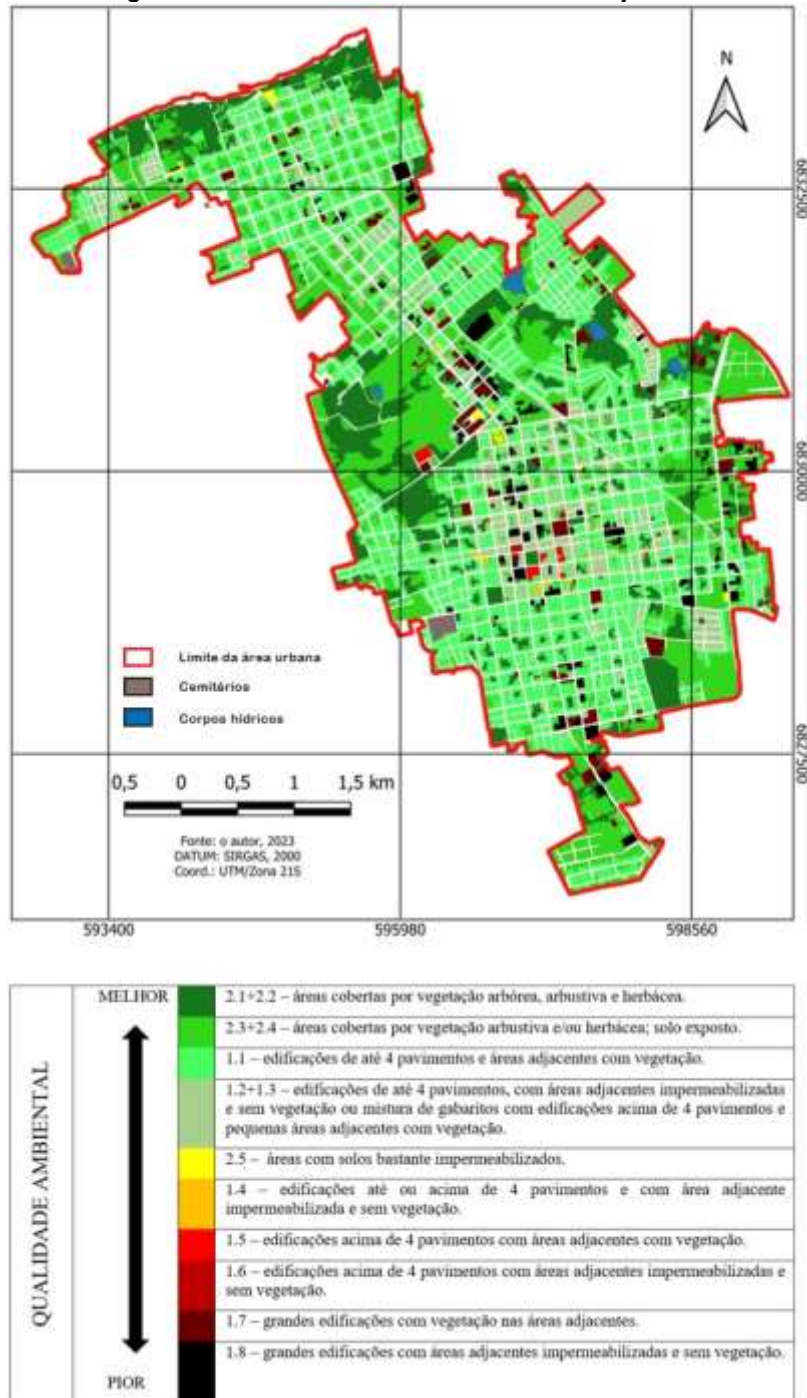 N
6832500
6830000
6827500
Limite da área urbana
Cemitérios
Corpos hídricos
0,5 0 0,5 1 1,5 km
Fonte: o autor, 2023
DATUM: SIRGAS, 2000
Coord.: UTM/Zona 21S
593400 595980 598560
QUALIDADE AMBIENTAL
MELHOR
PIOR
2.1+2.2 – áreas cobertas por vegetação arbórea, arbustiva e herbácea.
2.3+2.4 – áreas cobertas por vegetação arbustiva e/ou herbácea; solo exposto.
1.1 – edificações de até 4 pavimentos e áreas adjacentes com vegetação.
1.2+1.3 – edificações de até 4 pavimentos, com áreas adjacentes impermeabilizadas
e sem vegetação ou mistura de gabaritos com edificações acima de 4 pavimentos e
pequenas áreas adjacentes com vegetação.
2.5 – áreas com solos bastante impermeabilizados.
1.4 – edificações até ou acima de 4 pavimentos e com área adjacente
impermeabilizada e sem vegetação.
1.5 – edificações acima de 4 pavimentos com áreas adjacentes com vegetação.
1.6 – edificações acima de 4 pavimentos com áreas adjacentes impermeabilizadas e
sem vegetação.
1.7 – grandes edificações com vegetação nas áreas adjacentes.
1.8 – grandes edificações com áreas adjacentes impermeabilizadas e sem vegetação.